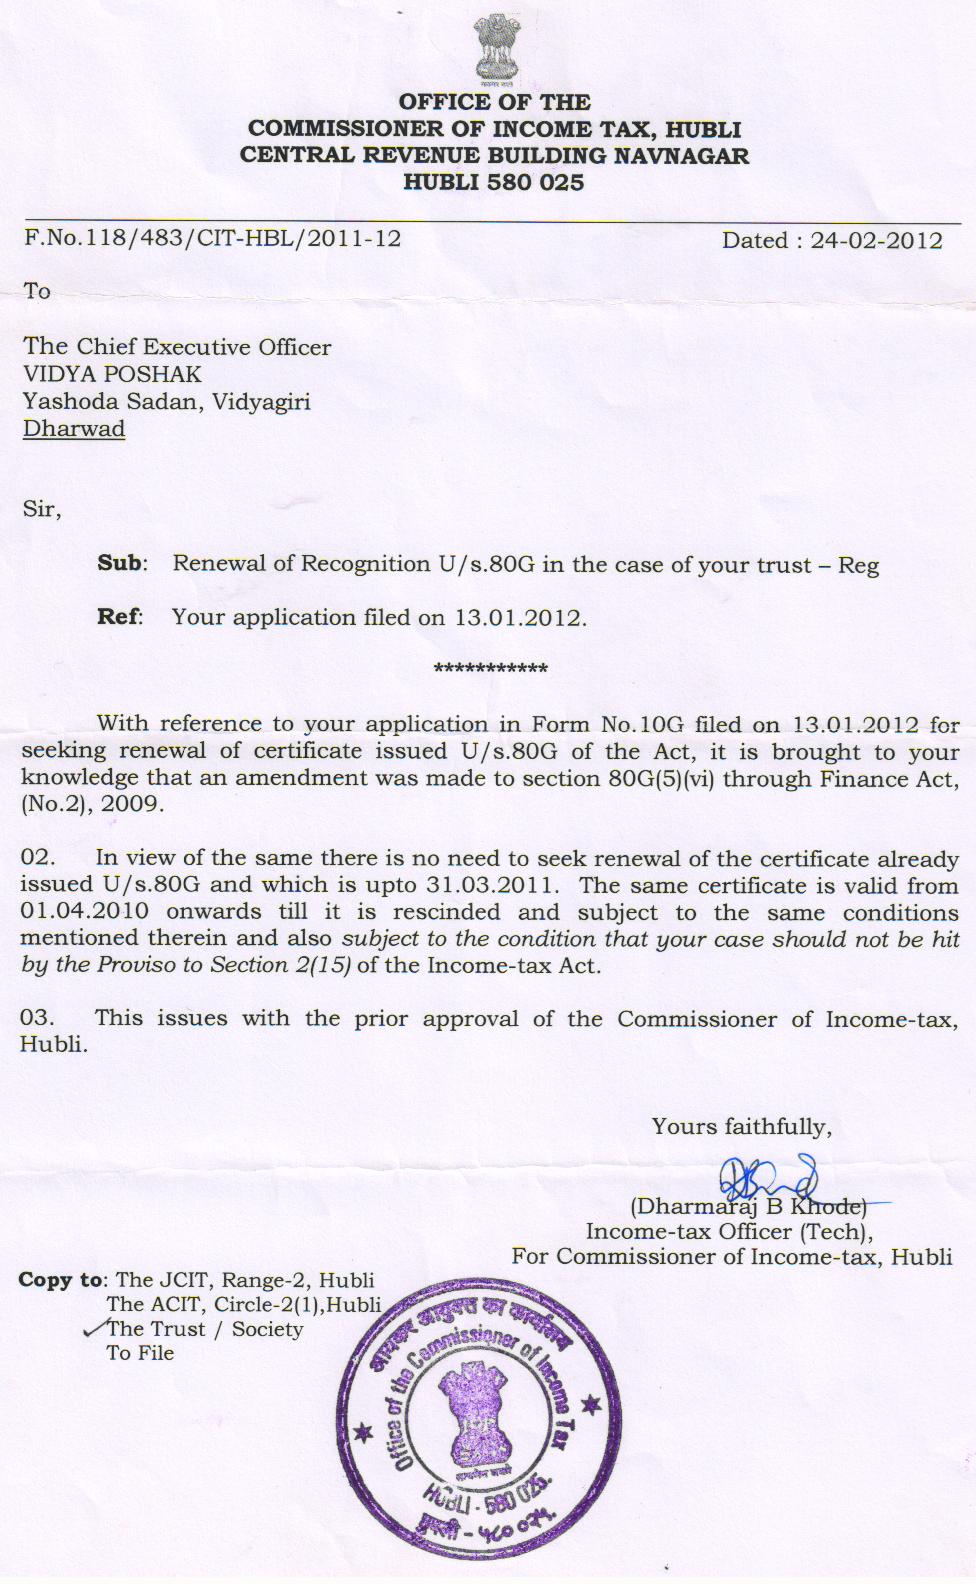 सत्यमेव जयते
OFFICE OF THE
COMMISSIONER OF INCOME TAX, HUBLI
CENTRAL REVENUE BUILDING NAVNAGAR
HUBLI 580 025
F.No.118/483/CIT-HBL/2011-12 Dated : 24-02-2012
To
The Chief Executive Officer
VIDYA POSHAK
Yashoda Sadan, Vidyagiri
Dharwad
Sir,
Sub: Renewal of Recognition U/s.80G in the case of your trust – Reg
Ref: Your application filed on 13.01.2012.
***********
With reference to your application in Form No.10G filed on 13.01.2012 for
seeking renewal of certificate issued U/s.80G of the Act, it is brought to your
knowledge that an amendment was made to section 80G(5)(vi) through Finance Act,
(No.2), 2009.
02. In view of the same there is no need to seek renewal of the certificate already
issued U/s.80G and which is upto 31.03.2011. The same certificate is valid from
01.04.2010 onwards till it is rescinded and subject to the same conditions
mentioned therein and also subject to the condition that your case should not be hit
by the Proviso to Section 2(15) of the Income-tax Act.
03. This issues with the prior approval of the Commissioner of Income-tax,
Hubli.
Yours faithfully,
(Dharmaraj B Khode)
Income-tax Officer (Tech),
For Commissioner of Income-tax, Hubli
Copy to: The JCIT, Range-2, Hubli
The ACIT, Circle-2(1),Hubli
The Trust / Society
To File
आयकर आयुक्त का कार्यालय
Office of the Commissioner of Income Tax
सत्यमेव जयते
HUBLI - 580 025.
हुबली - ५८० ०२५.